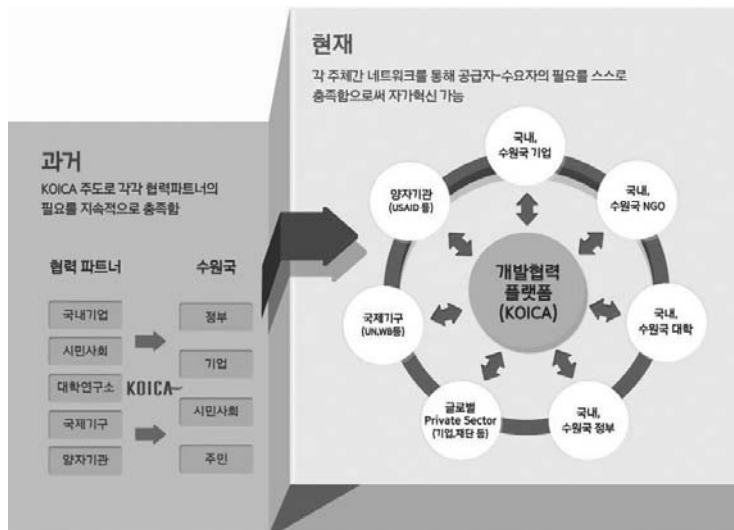 과거
KOICA 주도로 각각 협력파트너의
필요를 지속적으로 충족함
협력 파트너
수원국
국내기업
시민사회
대학연구소
국제기구
양자기관
KOICA
정부
기업
시민사회
주민
현재
각 주체간 네트워크를 통해 공급자-수요자의 필요를 스스로
충족함으로써 자가혁신 가능
국내,
수원국 기업
국내,
수원국 NGO
국내,
수원국 대학
국내,
수원국 정부
글로벌
Private Sector
(기업,재단 등)
국제기구
(UN,WB등)
양자기관
(USAID 등)
개발협력
플랫폼
(KOICA)